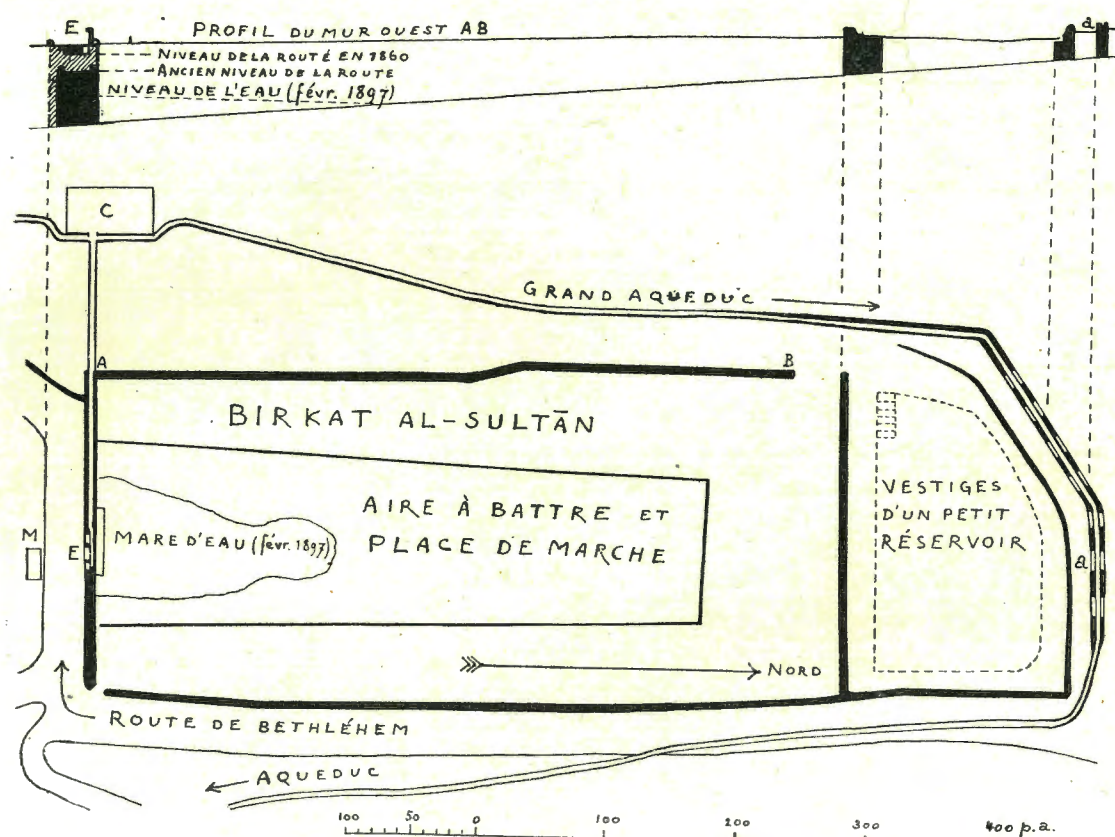 E
PROFIL DU MUR OUEST AB
a
NIVEAU DE LA ROUTE EN 1860
ANCIEN NIVEAU DE LA ROUTE
NIVEAU DE L'EAU (févr. 1897)
C
GRAND AQUEDUC
A
B
BIRKAT AL-SULTĀN
AIRE À BATTRE ET
PLACE DE MARCHE
VESTIGES
D'UN PETIT
RÉSERVOIR
M
E
MARE D'EAU (févr. 1897)
a
NORD
ROUTE DE BETHLÉHEM
AQUEDUC
100 50 0 100 200 300 400 p.a.